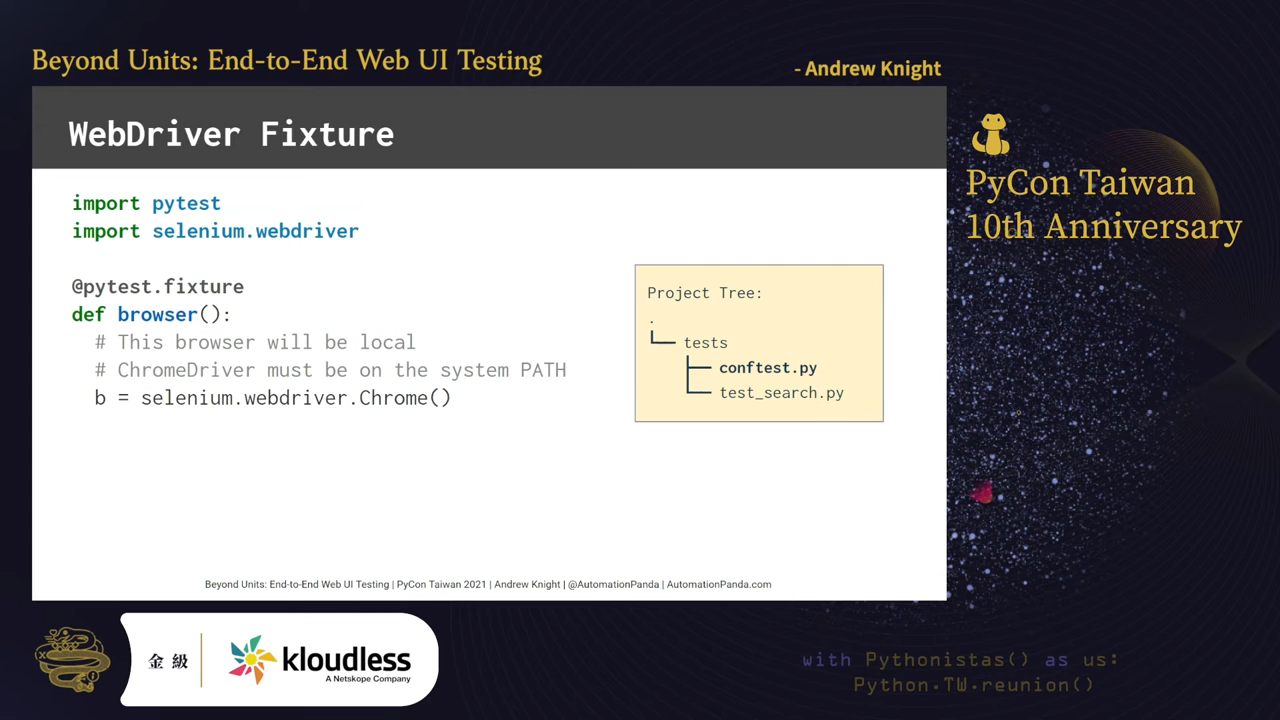 Beyond Units: End-to-End Web UI Testing
- Andrew Knight
WebDriver Fixture
import pytest
import selenium.webdriver
@pytest.fixture
def browser():
# This browser will be local
# ChromeDriver must be on the system PATH
b = selenium.webdriver.Chrome()
Project Tree:
.
└── tests
├── conftest.py
└── test_search.py
Beyond Units: End-to-End Web UI Testing | PyCon Taiwan 2021 | Andrew Knight | @AutomationPanda | AutomationPanda.com
PyCon Taiwan
10th Anniversary
金級
kloudless
A Netskope Company
with Pythonistas() as us:
Python.TW.reunion()